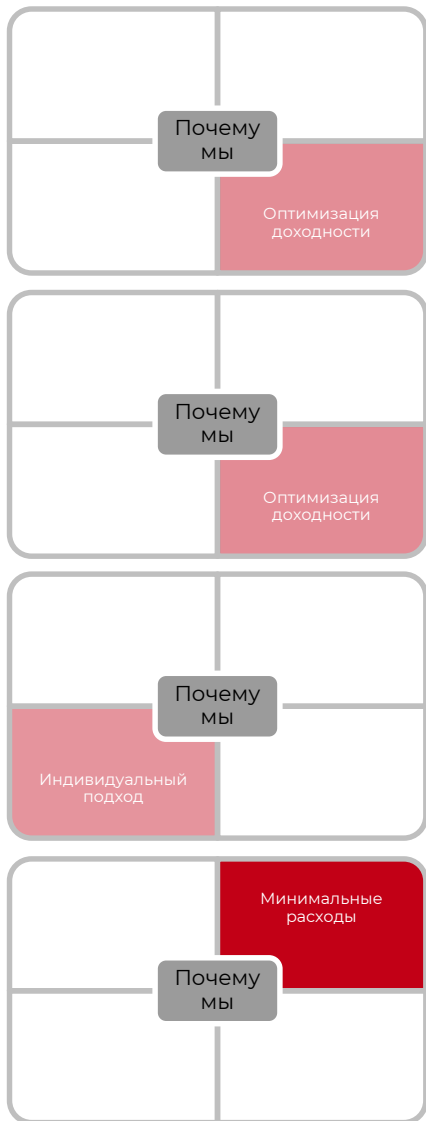 Почему
мы
Оптимизация
доходности
Почему
мы
Оптимизация
доходности
Почему
мы
Индивидуальный
подход
Минимальные
расходы
Почему
мы